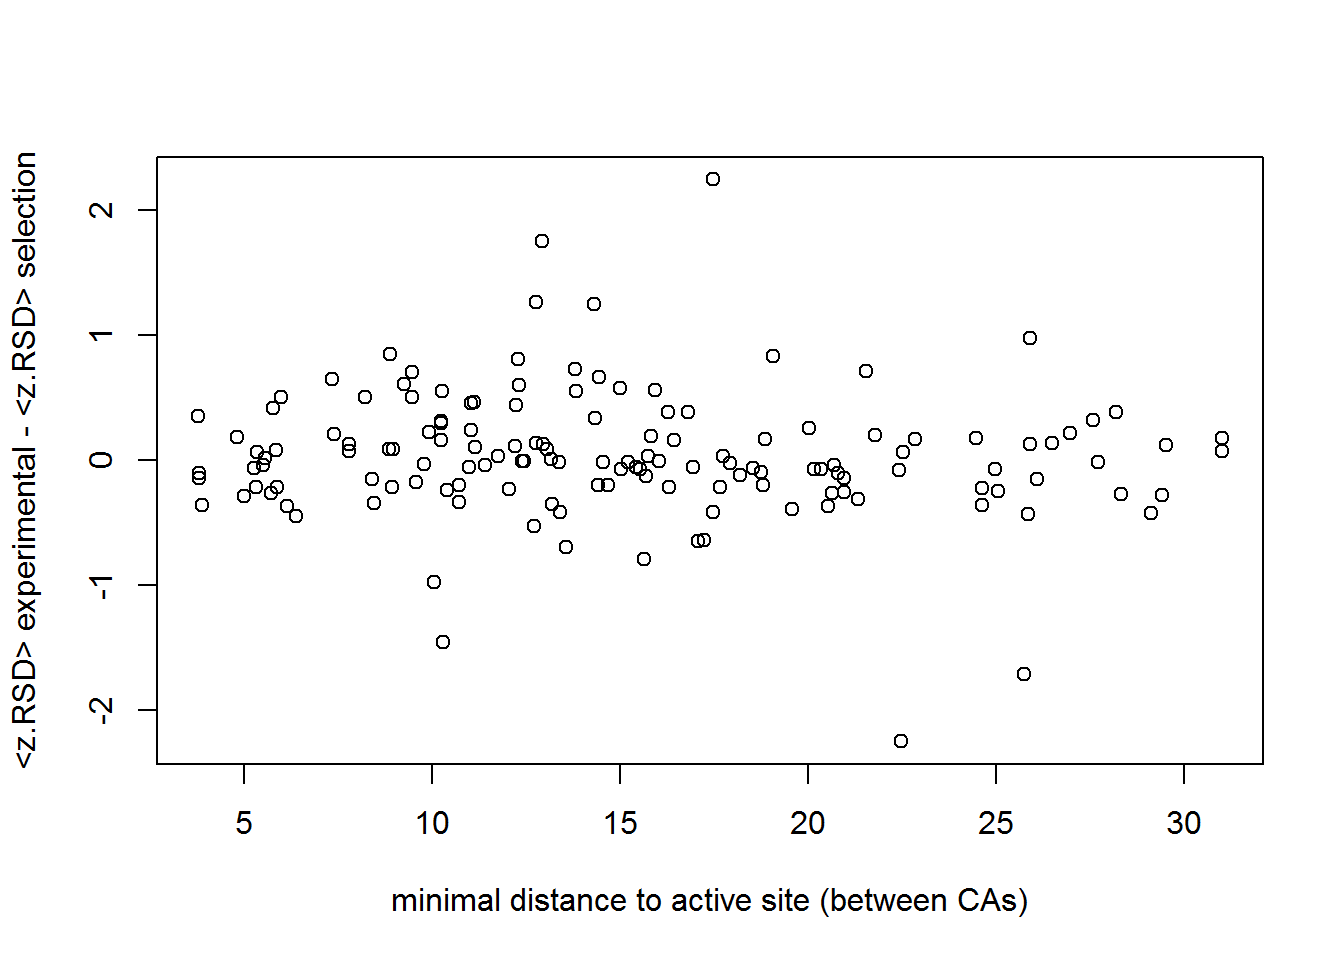 <z.RSD> experimental - <z.RSD> selection
2
1
0
-1
-2
5 10 15 20 25 30
minimal distance to active site (between CAs)